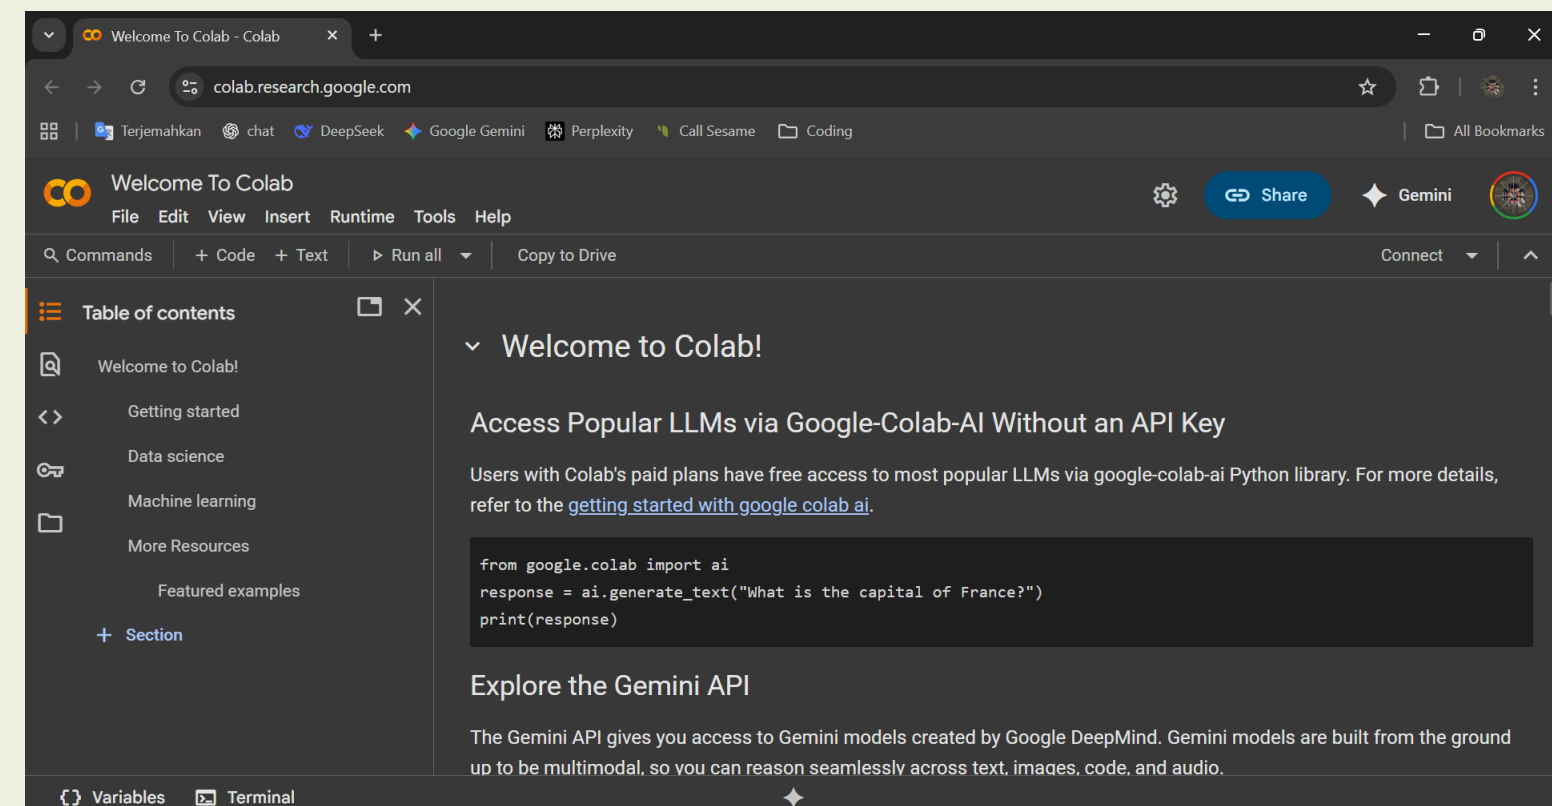 Welcome To Colab - Colab
colab.research.google.com
Terjemahkan chat DeepSeek Google Gemini Perplexity Call Sesame Coding All Bookmarks
Welcome To Colab
File Edit View Insert Runtime Tools Help
Share Gemini
Commands + Code + Text Run all Copy to Drive Connect
Table of contents
Welcome to Colab!
Getting started
Data science
Machine learning
More Resources
Featured examples
+ Section
Welcome to Colab!
Access Popular LLMs via Google-Colab-AI Without an API Key
Users with Colab's paid plans have free access to most popular LLMs via google-colab-ai Python library. For more details,
refer to the getting started with google colab ai.
from google.colab import ai
response = ai.generate_text("What is the capital of France?")
print(response)
Explore the Gemini API
The Gemini API gives you access to Gemini models created by Google DeepMind. Gemini models are built from the ground
up to be multimodal, so you can reason seamlessly across text, images, code, and audio.
{} Variables Terminal